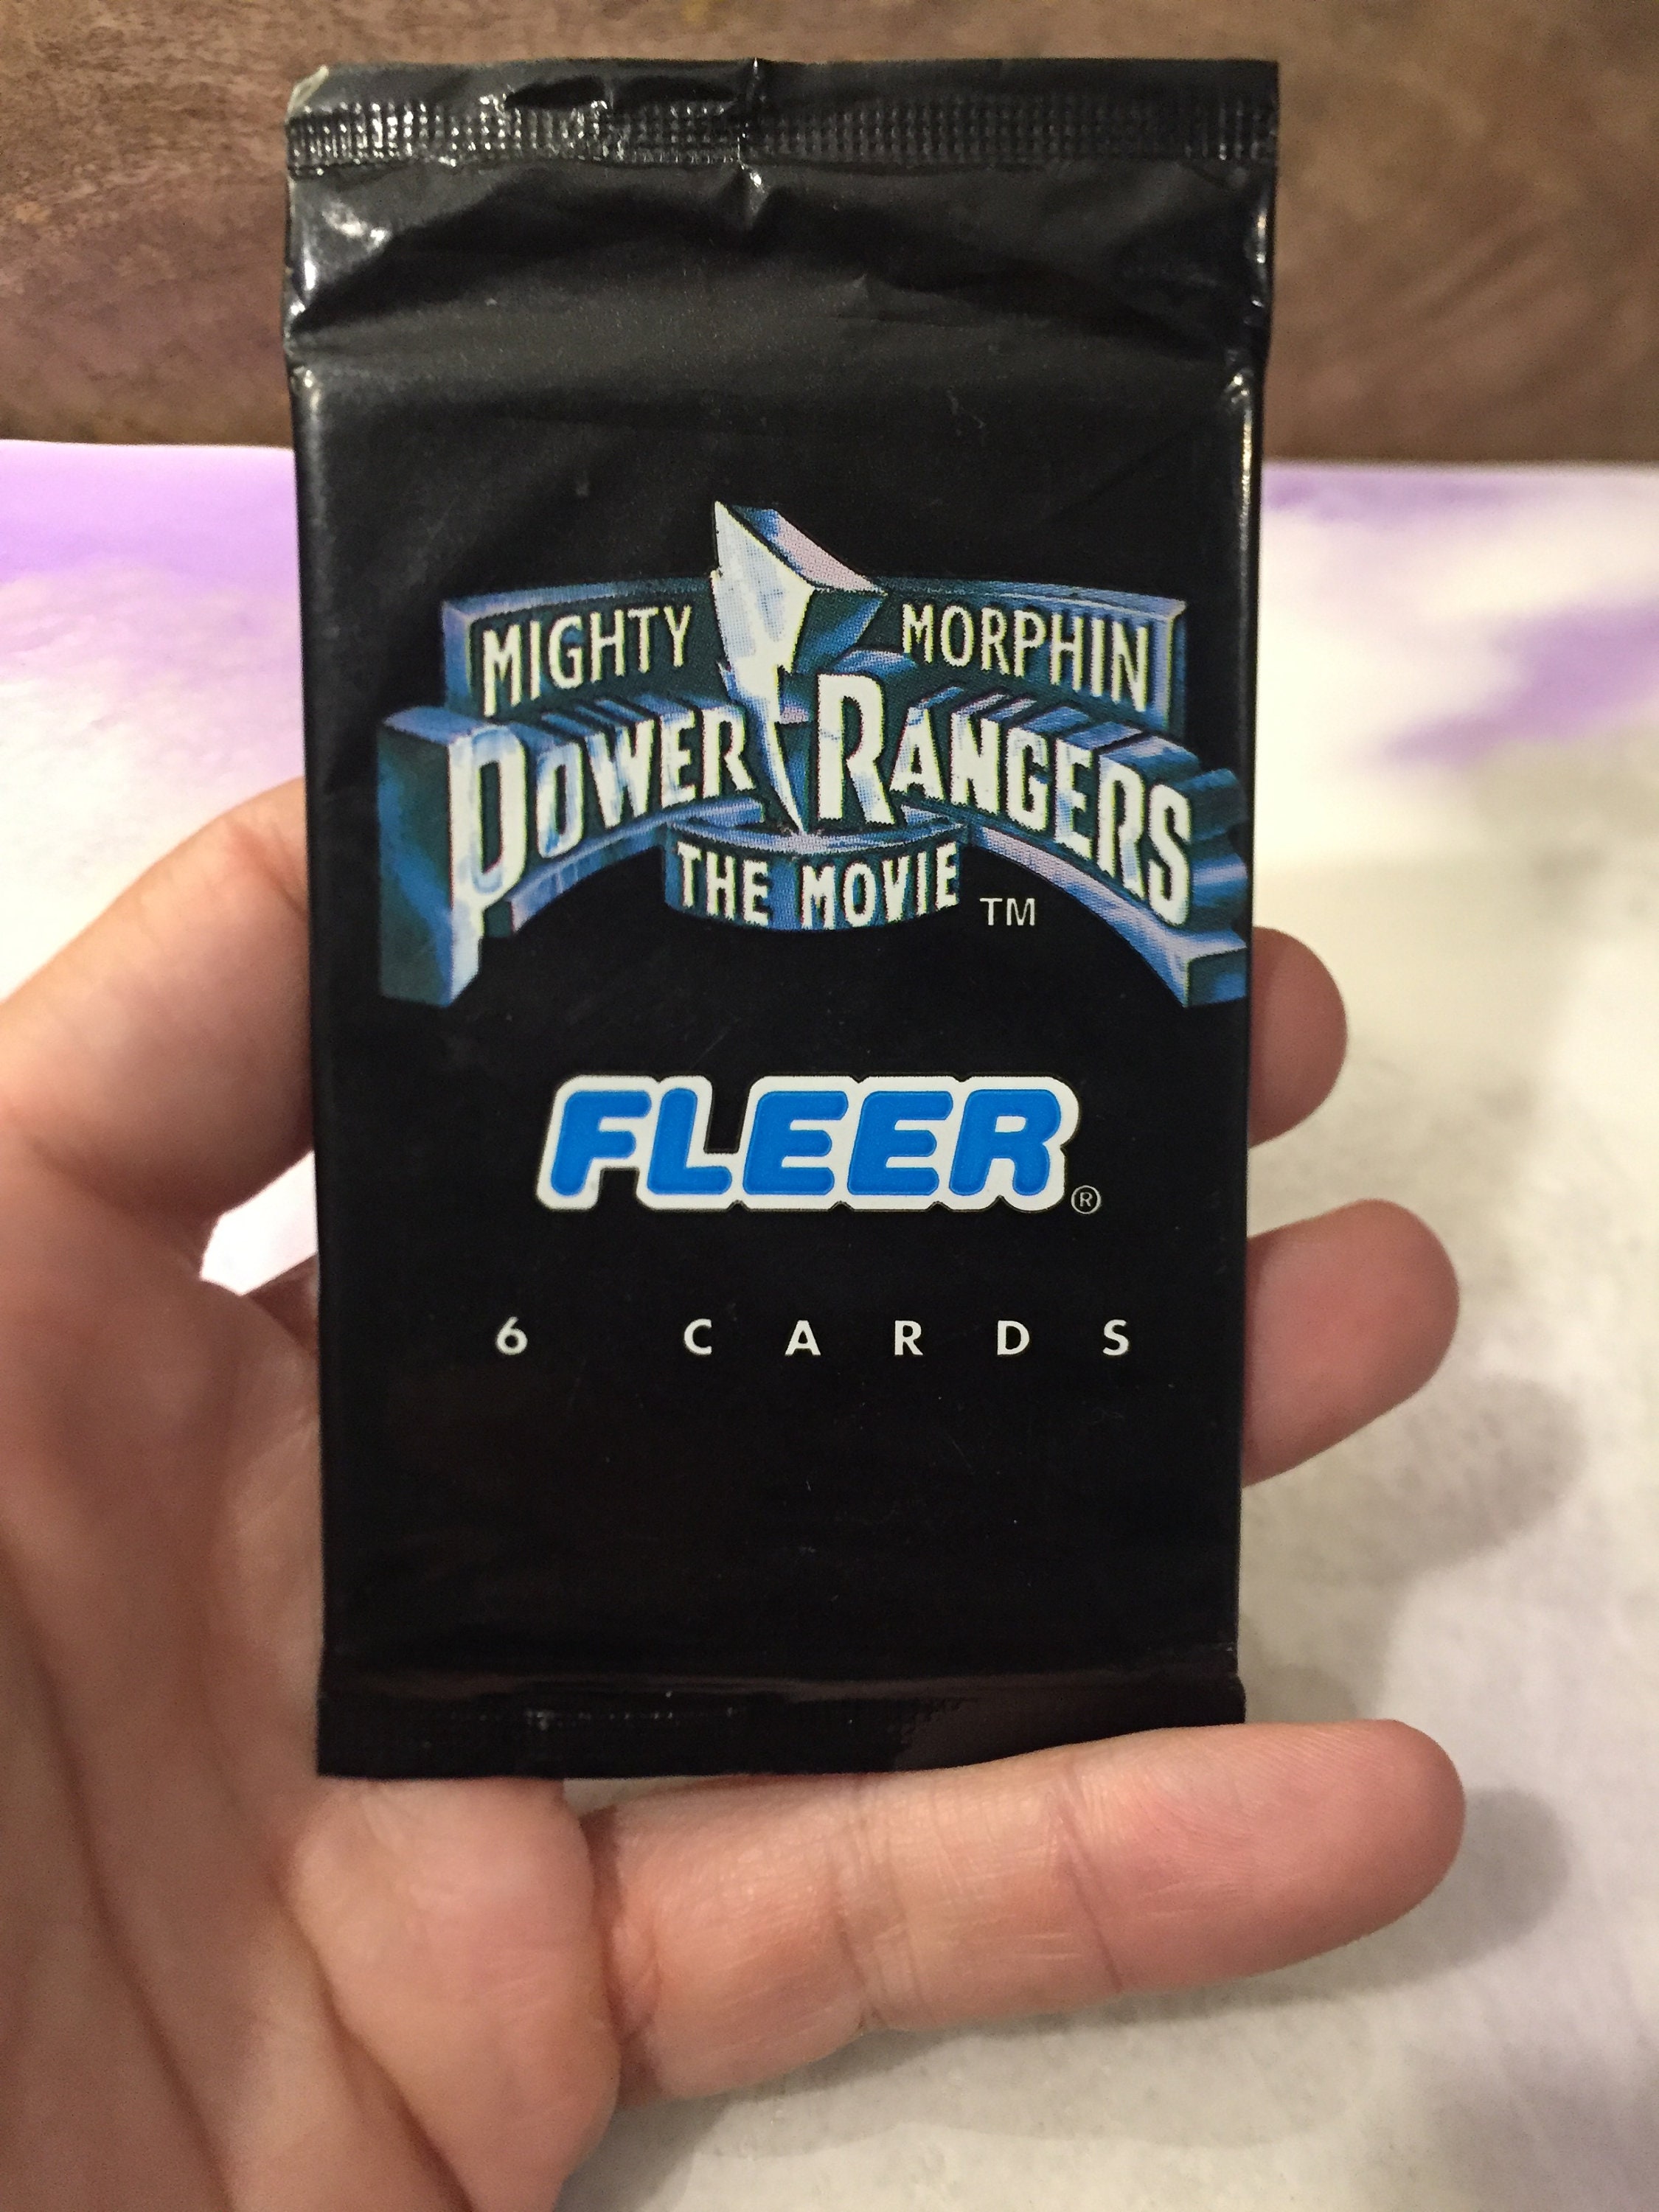 MIGHTY MORPHIN
POWER RANGERS
THE MOVIE TM
FLEER®
6 CARDS